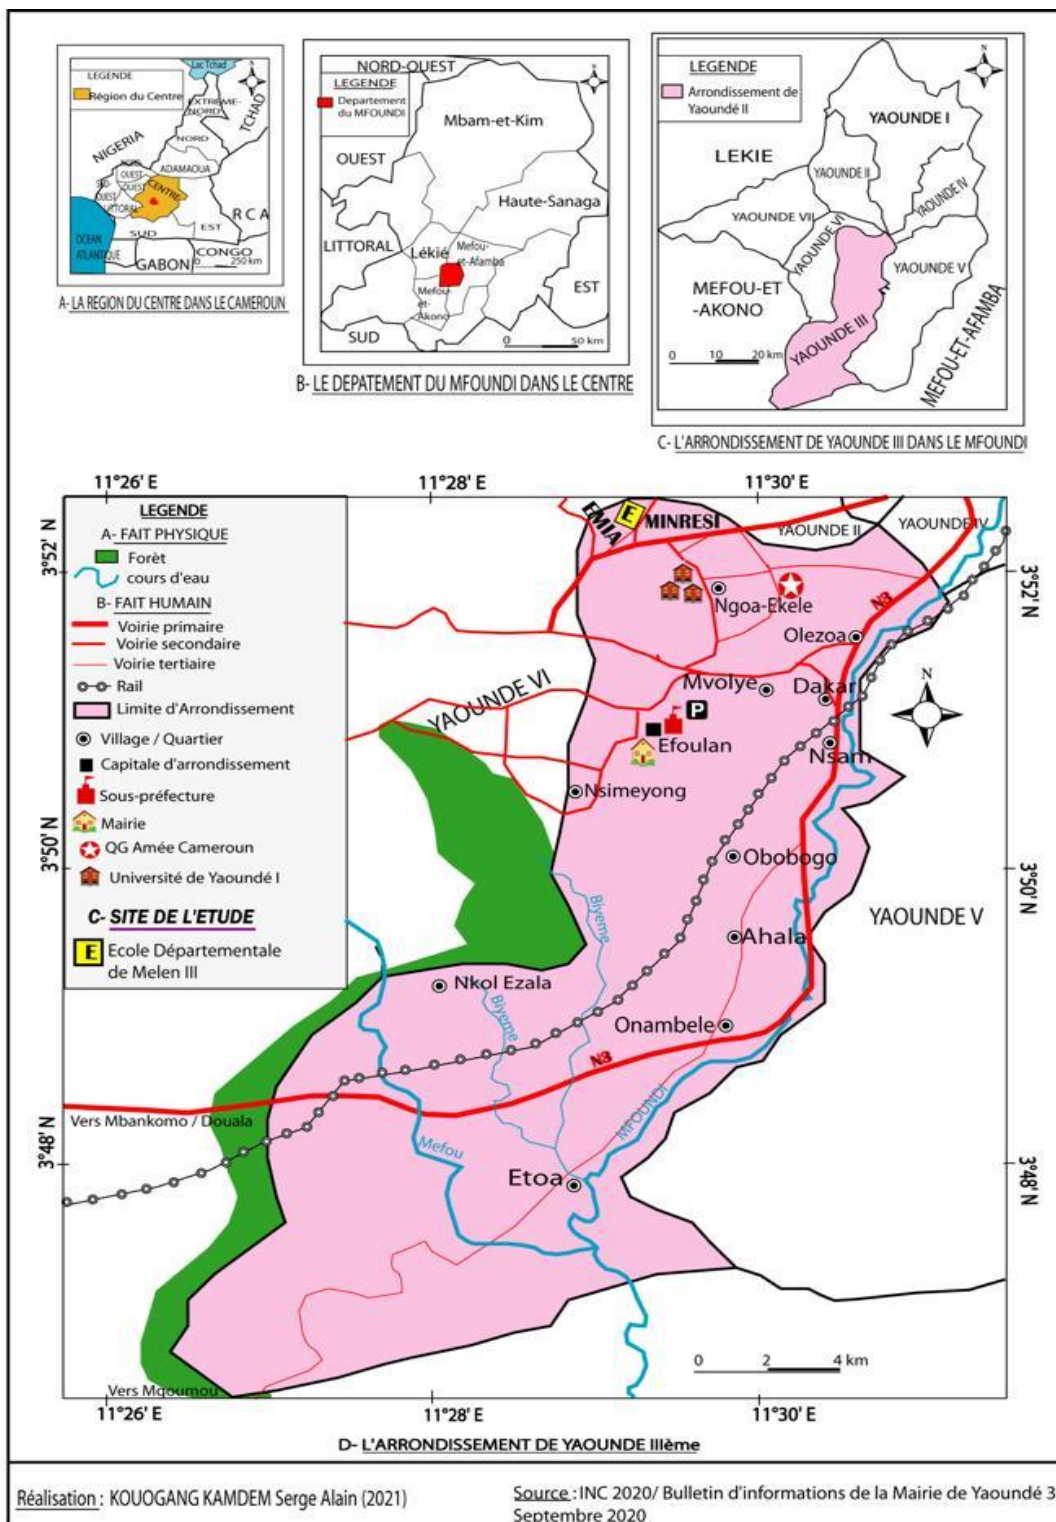 LEGENDE
Région du Centre
Lac Tchad
EXTRÊME-
NORD
TCHAD
NORD
NIGERIA
ADAMAOUA
NORD
OUEST
SUD-
OUEST
OUEST
LITTORAL
CENTRE
R C A
EST
SUD
OCEAN
ATLANTIQUE
GABON
CONGO
0 250 km
N
A- LA REGION DU CENTRE DANS LE CAMEROUN
NORD-OUEST
LEGENDE
Departement
du MFOUNDI
N
Mbam-et-Kim
OUEST
Haute-Sanaga
LITTORAL
Lékié
Mefou-
et-Afamba
Mefou-
et-
Akono
EST
SUD
0 50 km
B- LE DEPATEMENT DU MFOUNDI DANS LE CENTRE
LEGENDE
Arrondissement de
Yaoundé II
N
YAOUNDE I
LEKIE
YAOUNDE II
YAOUNDE IV
YAOUNDE VII
YAOUNDE VI
YAOUNDE V
MEFOU-ET
-AKONO
YAOUNDE III
MEFOU-ET-AFAMBA
0 10 20 km
C- L'ARRONDISSEMENT DE YAOUNDE III DANS LE MFOUNDI
11°26' E
11°28' E
11°30' E
LEGENDE
A- FAIT PHYSIQUE
Forèt
cours d'eau
B- FAIT HUMAIN
Voirie primaire
Voirie secondaire
Voirie tertiaire
Rail
Limite d'Arrondissement
Village / Quartier
Capitale d'arrondissement
Sous-préfecture
Mairie
QG Amée Cameroun
Université de Yaoundé I
C- SITE DE L'ETUDE
E
Ecole Départementale
de Melen III
3°52' N
3°50' N
3°48' N
EMIA
E
MINRESI
YAOUNDE II
YAOUNDE IV
Ngoa-Ekele
N3
Olezoa
3°52' N
Mvolye
Dakar
YAOUNDE VI
P
Efoulan
Nsam
N
Nsimeyong
Obobogo
3°50' N
Biyeme
YAOUNDE V
Ahala
Nkol Ezala
Biyeme
Onambele
N3
Vers Mbankomo / Douala
MFOUNDI
Mefou
Etoa
3°48' N
0 2 4 km
Vers Mgoumou
11°26' E
11°28' E
11°30' E
D- L'ARRONDISSEMENT DE YAOUNDE IIIème
Réalisation : KOUOGANG KAMDEM Serge Alain (2021)
Source : INC 2020/ Bulletin d'informations de la Mairie de Yaoundé 3
Septembre 2020